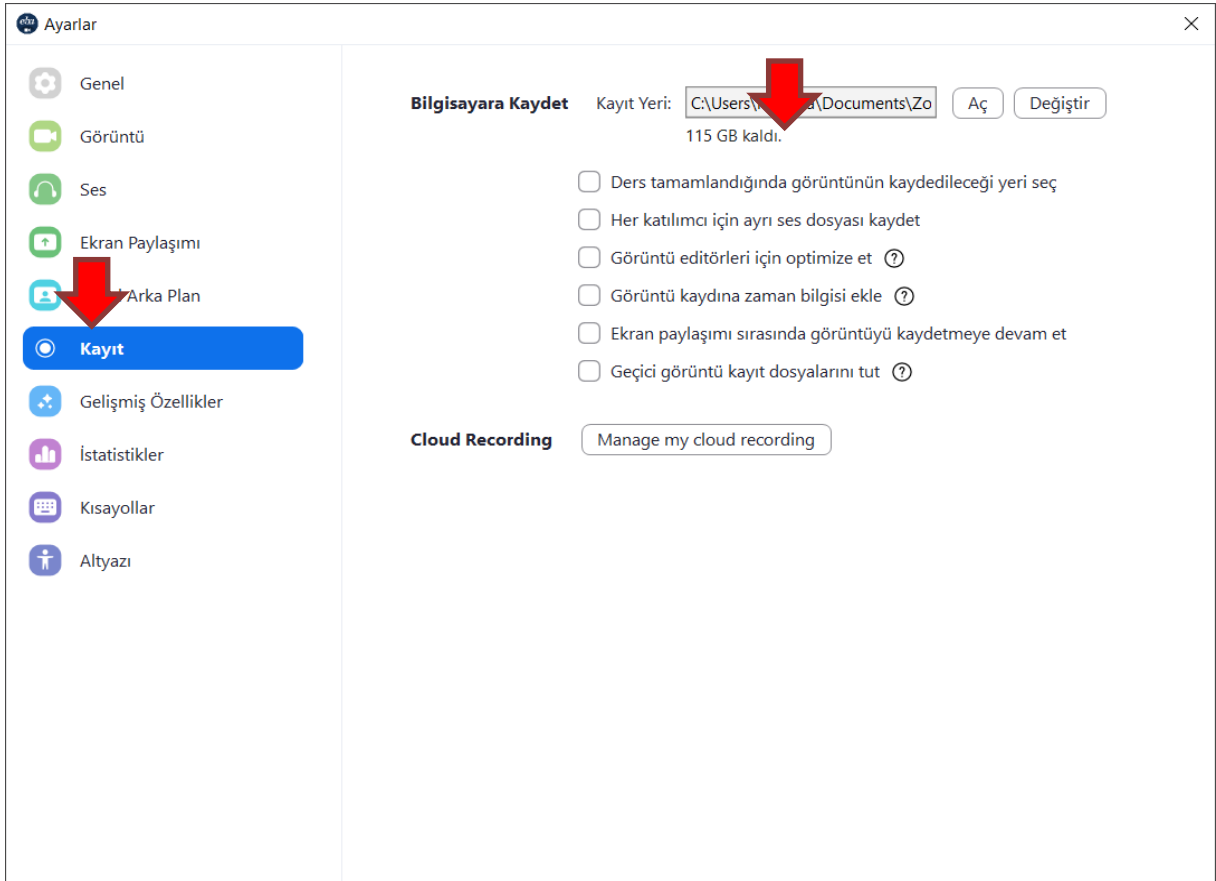 Ayarlar
Genel
Görüntü
Ses
Ekran Paylaşımı
Arka Plan
Kayıt
Gelişmiş Özellikler
İstatistikler
Kısayollar
Altyazı
Bilgisayara Kaydet Kayıt Yeri: C:\Users\ \Documents\Zo Aç Değiştir
115 GB kaldı.
Ders tamamlandığında görüntünün kaydedileceği yeri seç
Her katılımcı için ayrı ses dosyası kaydet
Görüntü editörleri için optimize et ?
Görüntü kaydına zaman bilgisi ekle ?
Ekran paylaşımı sırasında görüntüyü kaydetmeye devam et
Geçici görüntü kayıt dosyalarını tut ?
Cloud Recording Manage my cloud recording